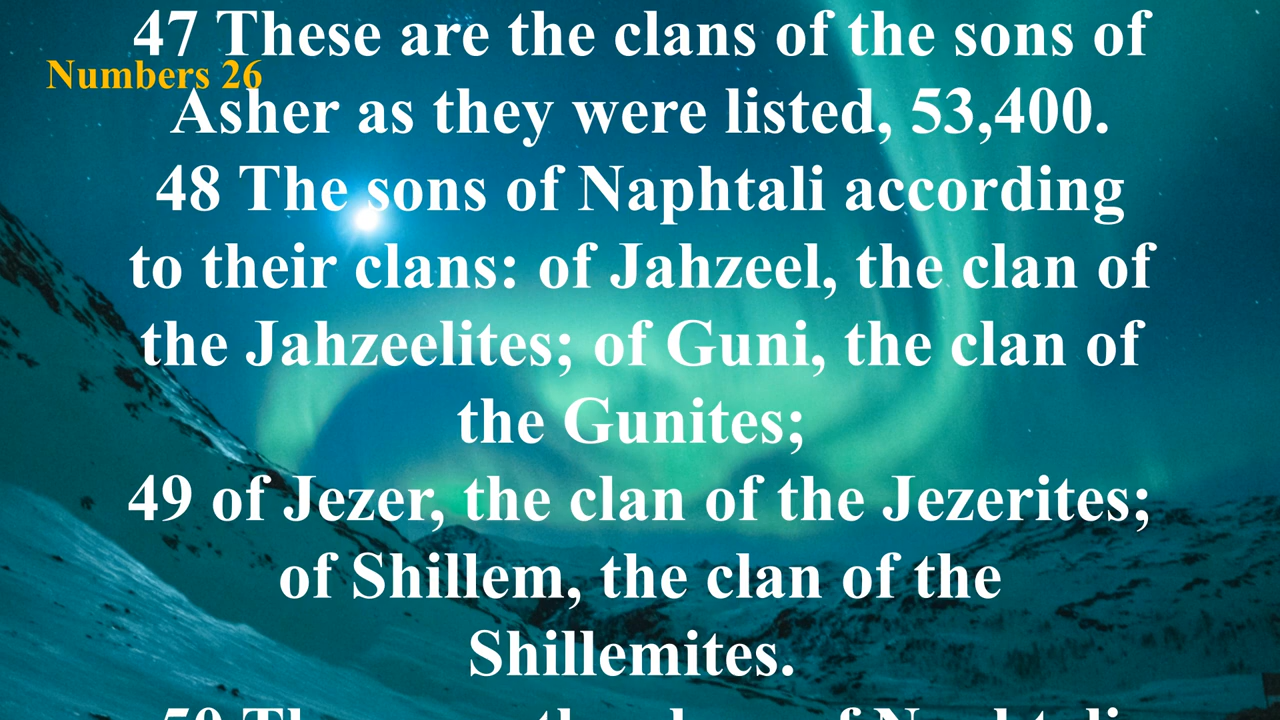 47 These are the clans of the sons of
Numbers 26
Asher as they were listed, 53,400.
48 The sons of Naphtali according
to their clans: of Jahzeel, the clan of
the Jahzeelites; of Guni, the clan of
the Gunites;
49 of Jezer, the clan of the Jezerites;
of Shillem, the clan of the
Shillemites.